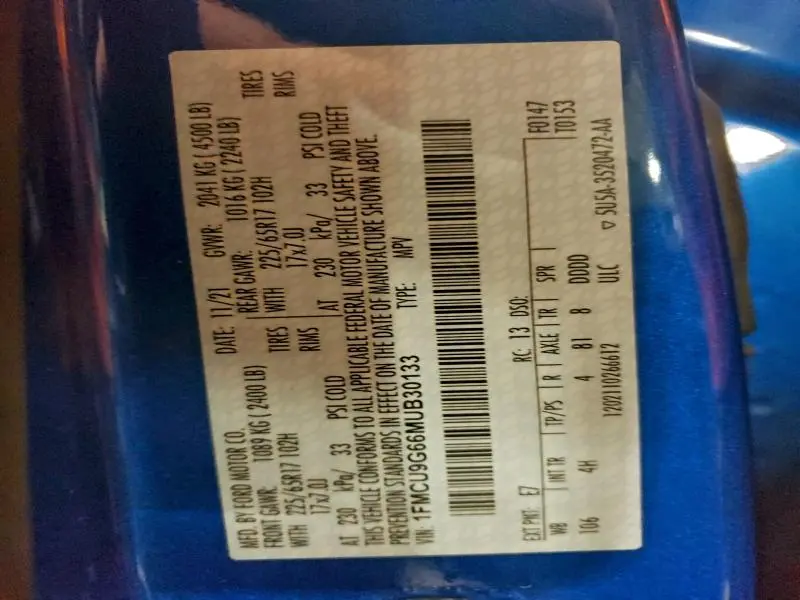 MFD. BY FORD MOTOR CO.
DATE: 11/21 GVWR: 2041 KG ( 4500 LB)
FRONT GAWR: 1089 KG ( 2400 LB) REAR GAWR: 1016 KG ( 2240 LB)
WITH 225/65R17 102H TIRES WITH 225/65R17 102H TIRES
17x7.0J RIMS 17x7.0J RIMS
AT 230 kPa/ 33 PSI COLD AT 230 kPa/ 33 PSI COLD
THIS VEHICLE CONFORMS TO ALL APPLICABLE FEDERAL MOTOR VEHICLE SAFETY AND THEFT
PREVENTION STANDARDS IN EFFECT ON THE DATE OF MANUFACTURE SHOWN ABOVE.
VIN: 1FMCU9G66MUB30133 TYPE: MPV
EXT PNT: E7 RC: 13 DSO: F0147
T0153
WB INT TR TP/PS R AXLE TR SPR
106 4H 4 81 8 DDDD
1202110266612 ULC ▽ 5U5A-3520472-AA